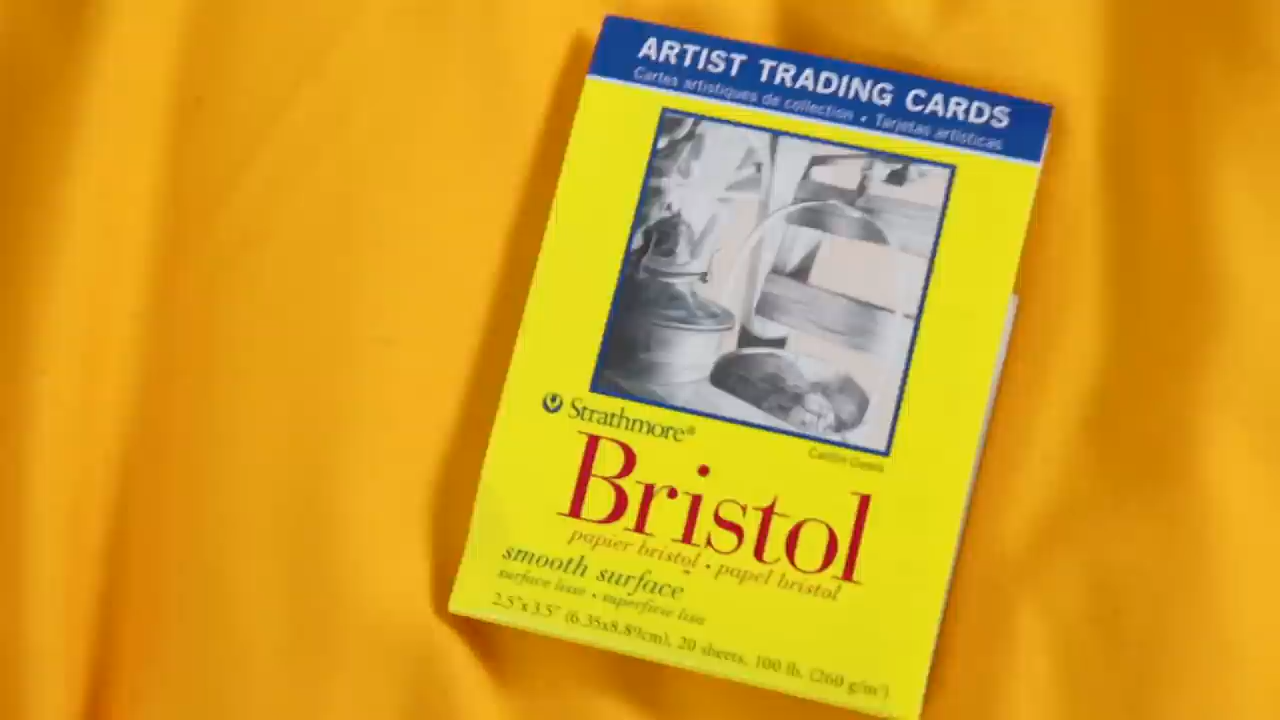 ARTIST TRADING CARDS
Cartes artistiques de collection • Tarjetas artísticas
Strathmore®
Bristol
papier bristol • papel bristol
smooth surface
surface lisse • superficie lisa
2.5"x3.5" (6.35x8.89cm), 20 sheets, 100 lb. (260 g/m²)